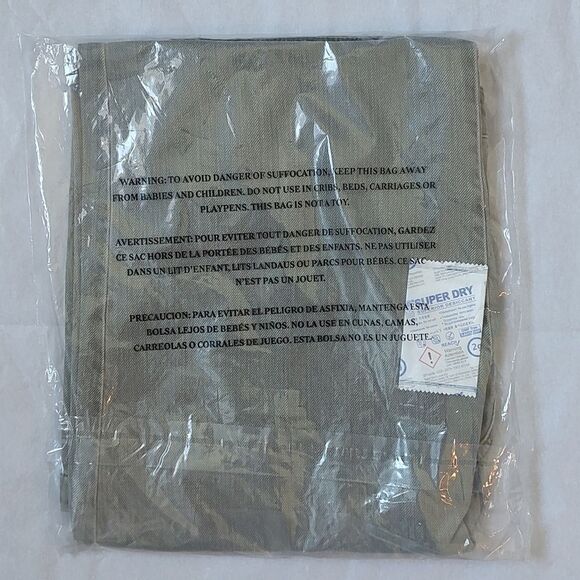 WARNING: TO AVOID DANGER OF SUFFOCATION, KEEP THIS BAG AWAY
FROM BABIES AND CHILDREN. DO NOT USE IN CRIBS, BEDS, CARRIAGES OR
PLAYPENS. THIS BAG IS NOT A TOY.
AVERTISSEMENT: POUR EVITER TOUT DANGER DE SUFFOCATION, GARDEZ
CE SAC HORS DE LA PORTÉE DES BÉBÉS ET DES ENFANTS. NE PAS UTILISER
DANS UN LIT D'ENFANT, LITS LANDAUS OU PARCS POUR BÉBÉS. CE SAC
N'EST PAS UN JOUET.
PRECAUCION: PARA EVITAR EL PELIGRO DE ASFIXIA, MANTENGA ESTA
BOLSA LEJOS DE BEBÉS Y NIÑOS. NO LA USE EN CUNAS, CAMAS,
CARREOLAS O CORRALES DE JUEGO. ESTA BOLSA NO ES UN JUGUETE.
SUPER DRY
DESICCANT
REACH